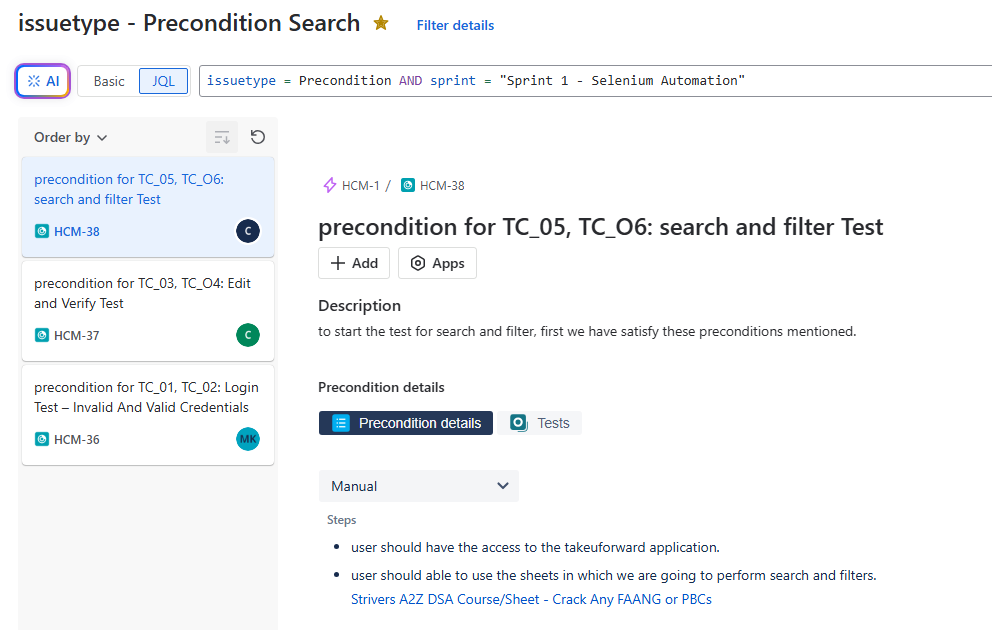 issuetype - Precondition Search
Filter details
AI
Basic
JQL
issuetype = Precondition AND sprint = "Sprint 1 - Selenium Automation"
Order by
precondition for TC_05, TC_O6:
search and filter Test
HCM-38
C
precondition for TC_03, TC_O4: Edit
and Verify Test
HCM-37
C
precondition for TC_01, TC_02: Login
Test – Invalid And Valid Credentials
HCM-36
MK
HCM-1 / HCM-38
precondition for TC_05, TC_O6: search and filter Test
Add
Apps
Description
to start the test for search and filter, first we have satisfy these preconditions mentioned.
Precondition details
Precondition details
Tests
Manual
Steps
• user should have the access to the takeuforward application.
• user should able to use the sheets in which we are going to perform search and filters.
Strivers A2Z DSA Course/Sheet - Crack Any FAANG or PBCs